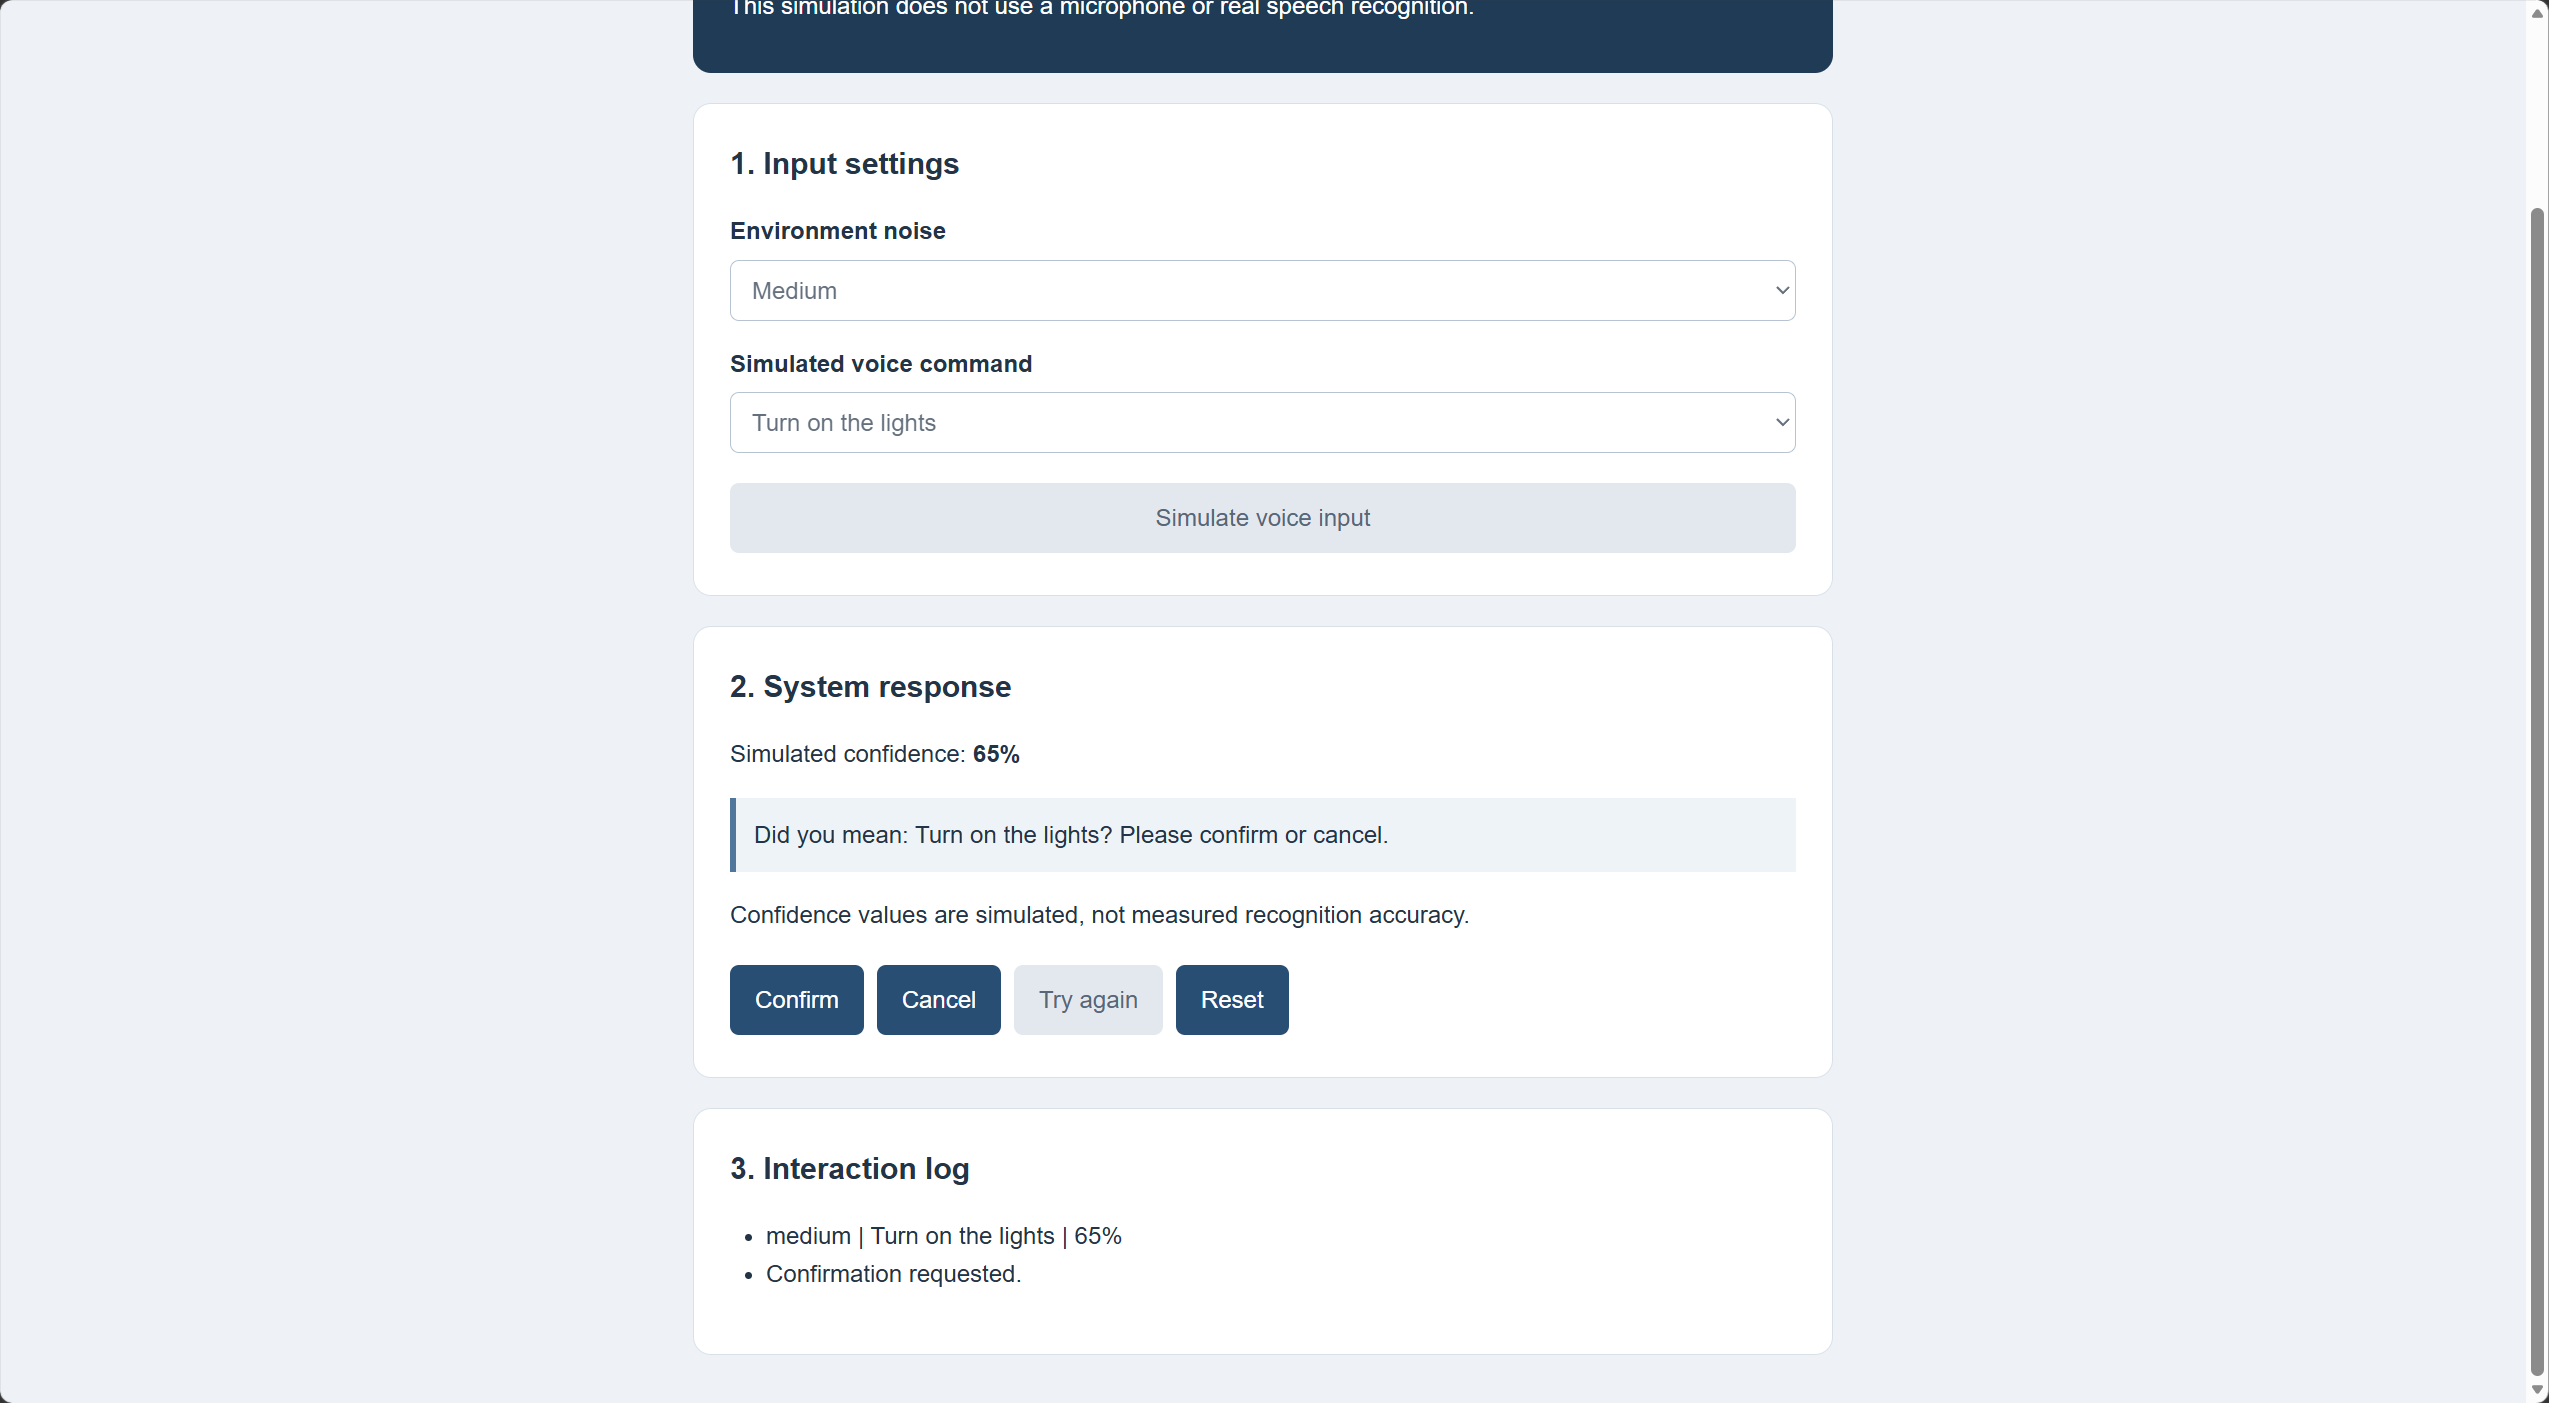 This simulation does not use a microphone or real speech recognition.
1. Input settings
Environment noise
Medium
Simulated voice command
Turn on the lights
Simulate voice input
2. System response
Simulated confidence: 65%
Did you mean: Turn on the lights? Please confirm or cancel.
Confidence values are simulated, not measured recognition accuracy.
Confirm Cancel Try again Reset
3. Interaction log
• medium | Turn on the lights | 65%
• Confirmation requested.